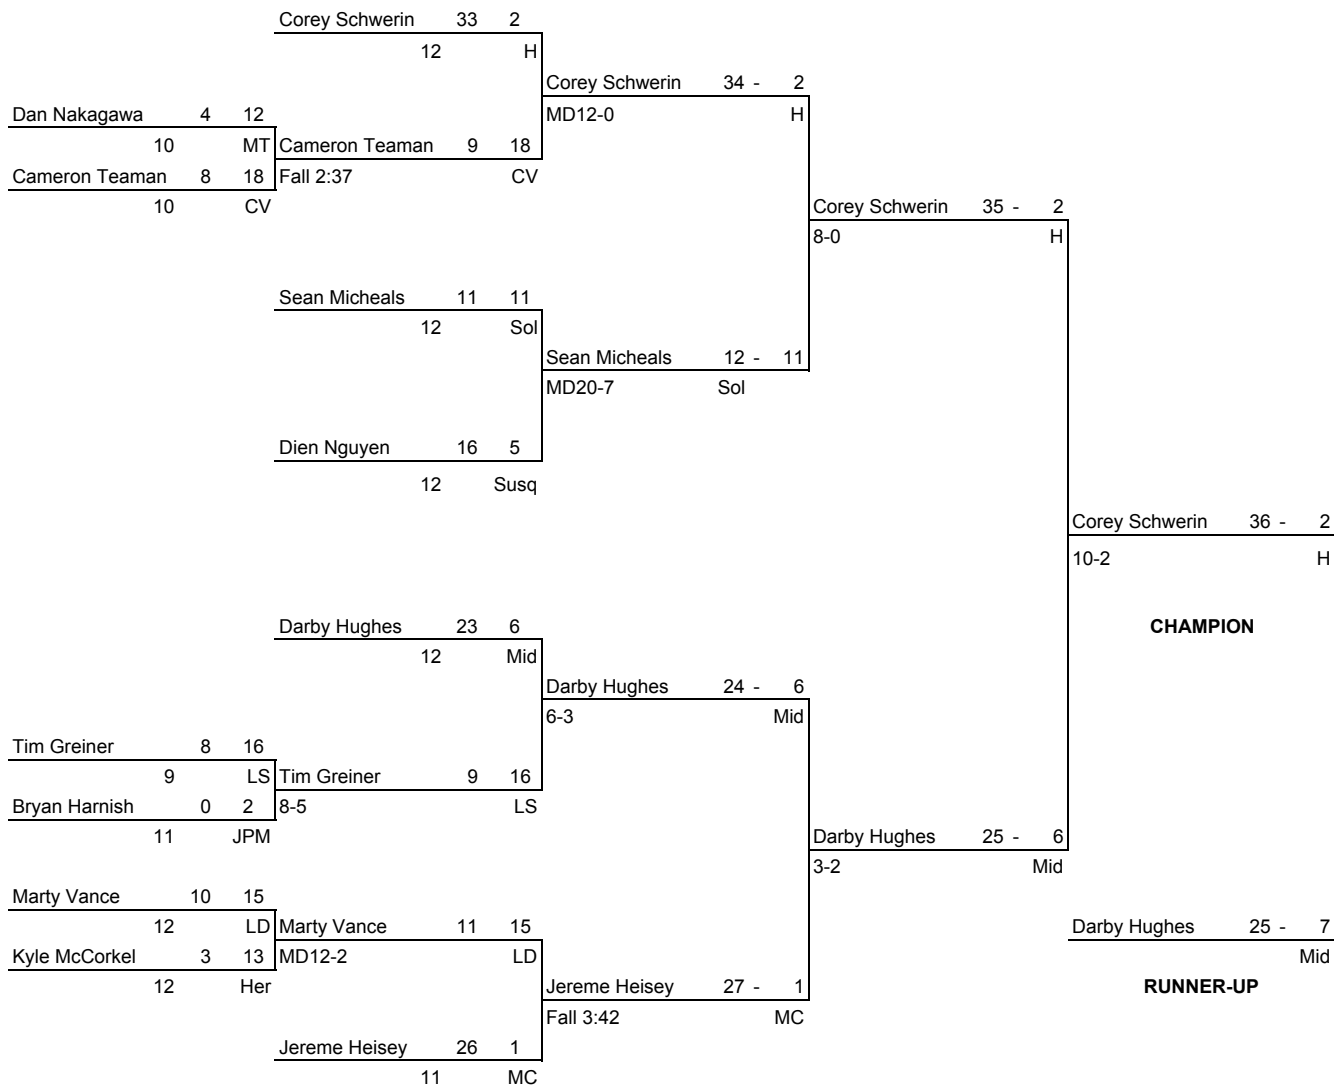 Corey Schwerin 33 2
12 H
Corey Schwerin 34 - 2
Dan Nakagawa 4 12 MD12-0 H
10 MT Cameron Teaman 9 18
Cameron Teaman 8 18 Fall 2:37 CV
10 CV Corey Schwerin 35 - 2
8-0 H
Sean Micheals 11 11
12 Sol
Sean Micheals 12 - 11
MD20-7 Sol
Dien Nguyen 16 5
12 Susq
Corey Schwerin 36 - 2
10-2 H
Darby Hughes 23 6 CHAMPION
12 Mid
Darby Hughes 24 - 6
6-3 Mid
Tim Greiner 8 16
9 LS Tim Greiner 9 16
Bryan Harnish 0 2 8-5 LS
11 JPM Darby Hughes 25 - 6
3-2 Mid
Marty Vance 10 15
12 LD Marty Vance 11 15 Darby Hughes 25 - 7
Kyle McCorkel 3 13 MD12-2 LD Mid
12 Her Jereme Heisey 27 - 1 RUNNER-UP
Fall 3:42 MC
Jereme Heisey 26 1
11 MC